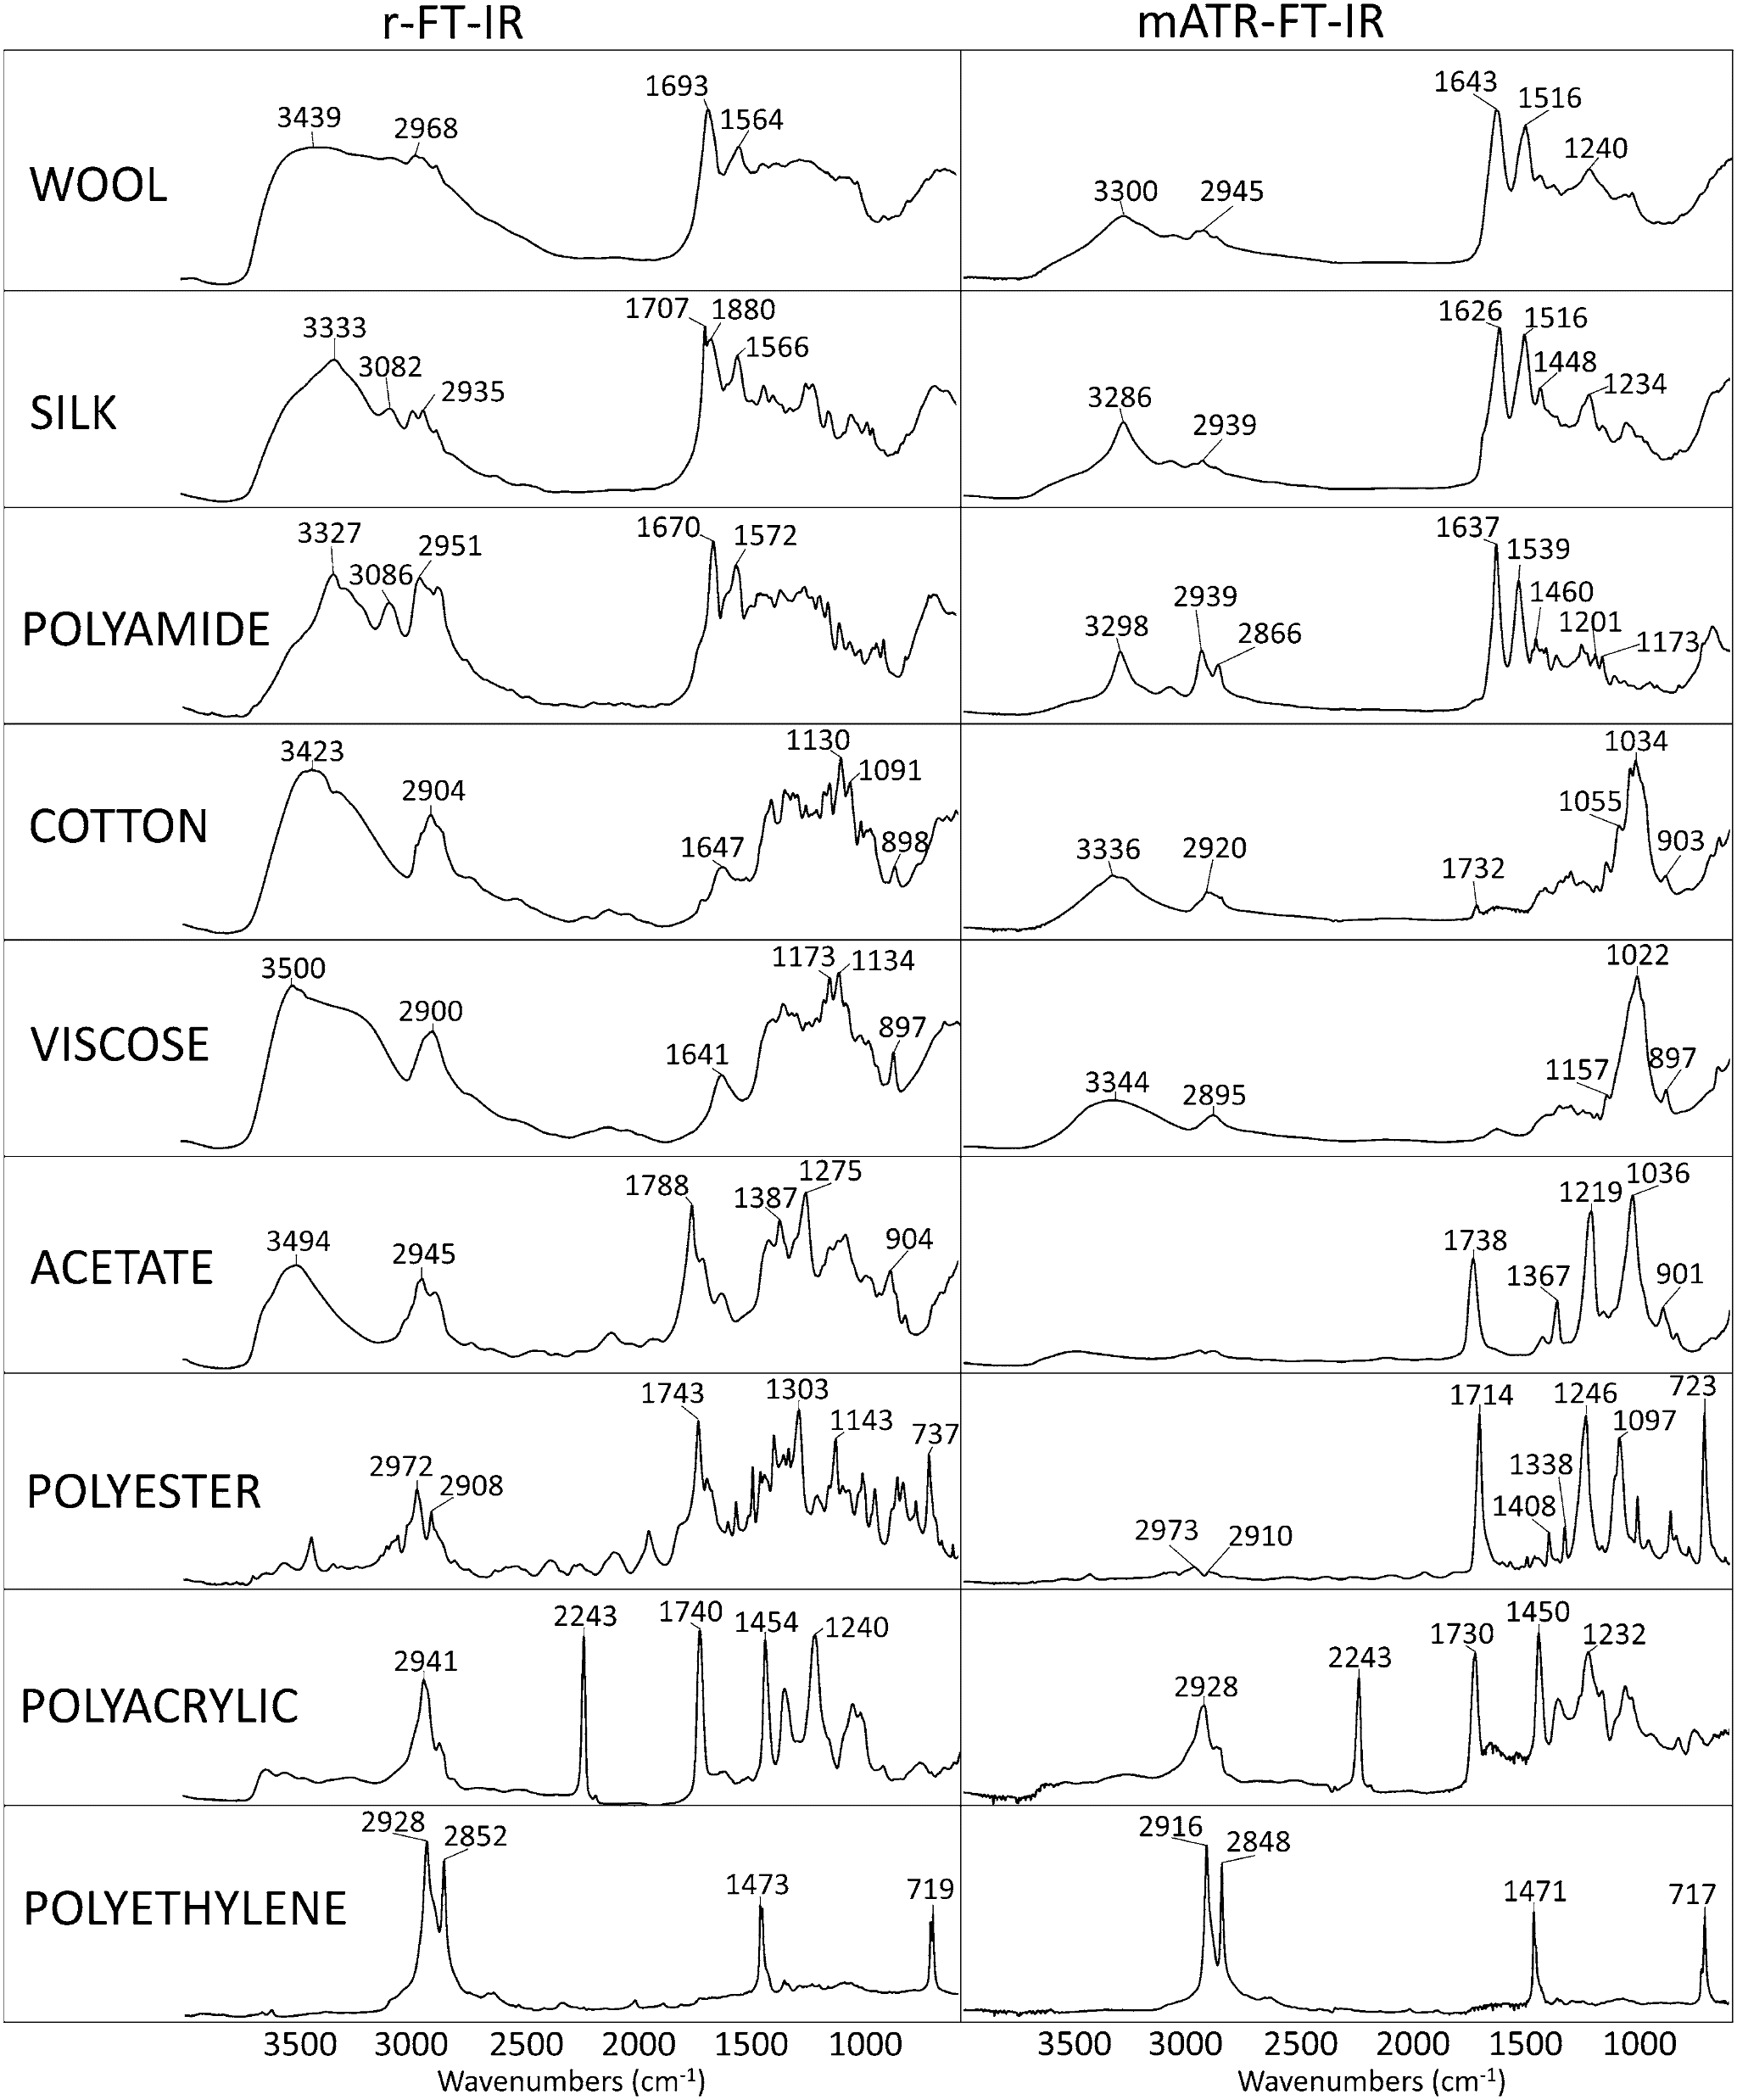 r-FT-IR mATR-FT-IR
WOOL
3439 2968 1693 1564
3300 2945 1643 1516 1240
SILK
3333 3082 2935 1707 1880 1566
3286 2939 1626 1516 1448 1234
POLYAMIDE
3327 3086 2951 1670 1572
3298 2939 2866 1637 1539 1460 1201 1173
COTTON
3423 2904 1647 1130 1091 898
3336 2920 1732 1055 1034 903
VISCOSE
3500 2900 1641 1173 1134 897
3344 2895 1157 1022 897
ACETATE
3494 2945 1788 1387 1275 904
1738 1367 1219 1036 901
POLYESTER
2972 2908 1743 1303 1143 737
2973 2910 1714 1408 1338 1246 1097 723
POLYACRYLIC
2941 2243 1740 1454 1240
2928 2243 1730 1450 1232
POLYETHYLENE
2928 2852 1473 719
2916 2848 1471 717
3500 3000 2500 2000 1500 1000 3500 3000 2500 2000 1500 1000
Wavenumbers (cm⁻¹) Wavenumbers (cm⁻¹)